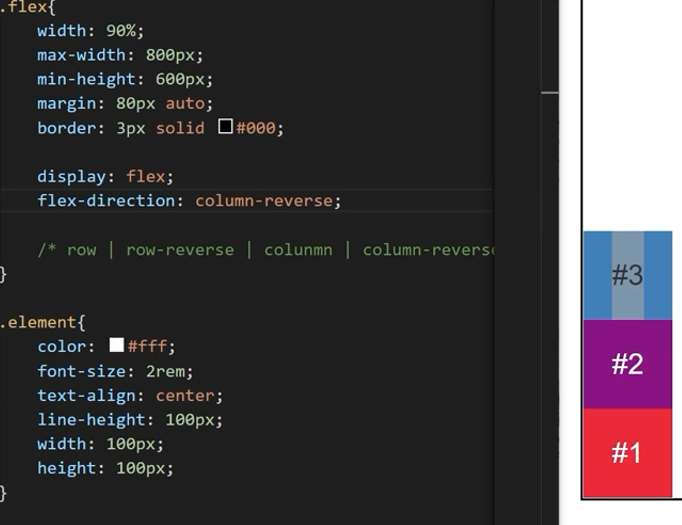 .flex{
width: 90%;
max-width: 800px;
min-height: 600px;
margin: 80px auto;
border: 3px solid #000;
display: flex;
flex-direction: column-reverse;
/* row | row-reverse | colunmn | column-reverse
}
.element{
color: #fff;
font-size: 2rem;
text-align: center;
line-height: 100px;
width: 100px;
height: 100px;
}
#3
#2
#1